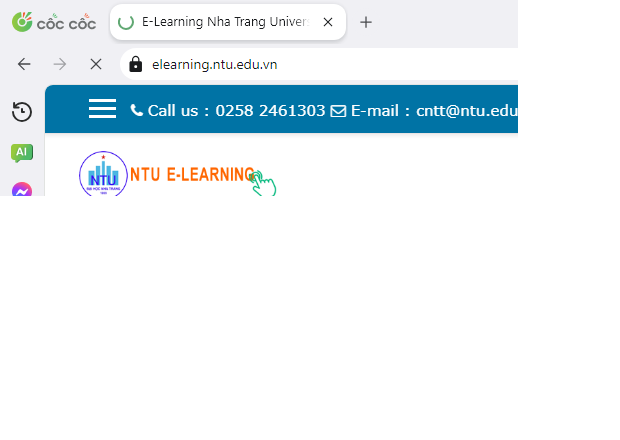 cốc cốc
E-Learning Nha Trang Univer
elearning.ntu.edu.vn
Call us : 0258 2461303 E-mail : cntt@ntu.edu
AI
NTU
NTU E-LEARNING